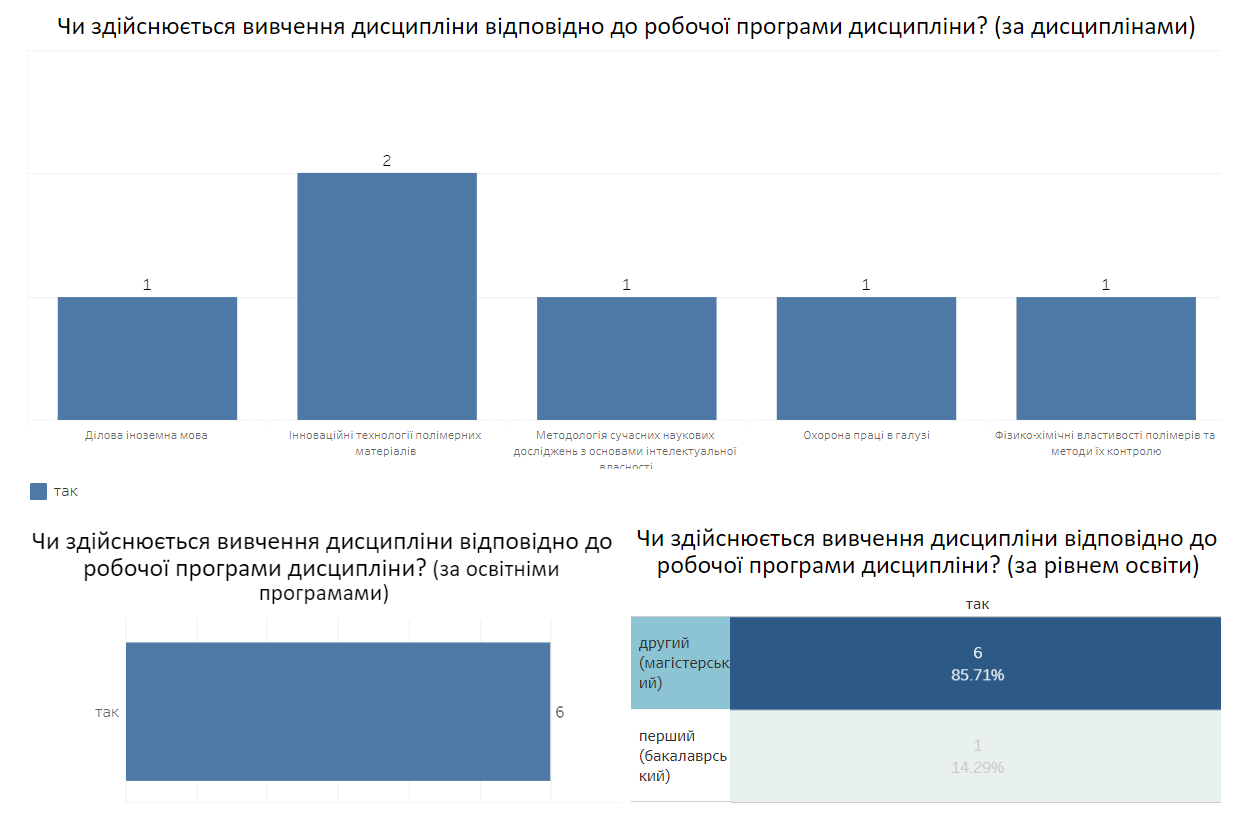 Чи здійснюється вивчення дисципліни відповідно до робочої програми дисципліни? (за дисциплінами)
2
1
1
1
1
Ділова іноземна мова
Інноваційні технології полімерних
матеріалів
Методологія сучасних наукових
досліджень з основами інтелектуальної
власності
Охорона праці в галузі
Фізико-хімічні властивості полімерів та
методи їх контролю
так
Чи здійснюється вивчення дисципліни відповідно до
робочої програми дисципліни? (за освітніми
програмами)
так
6
Чи здійснюється вивчення дисципліни відповідно до
робочої програми дисципліни? (за рівнем освіти)
так
другий
(магістерськ
ий)
6
85.71%
перший
(бакалаврсь
кий)
1
14.29%